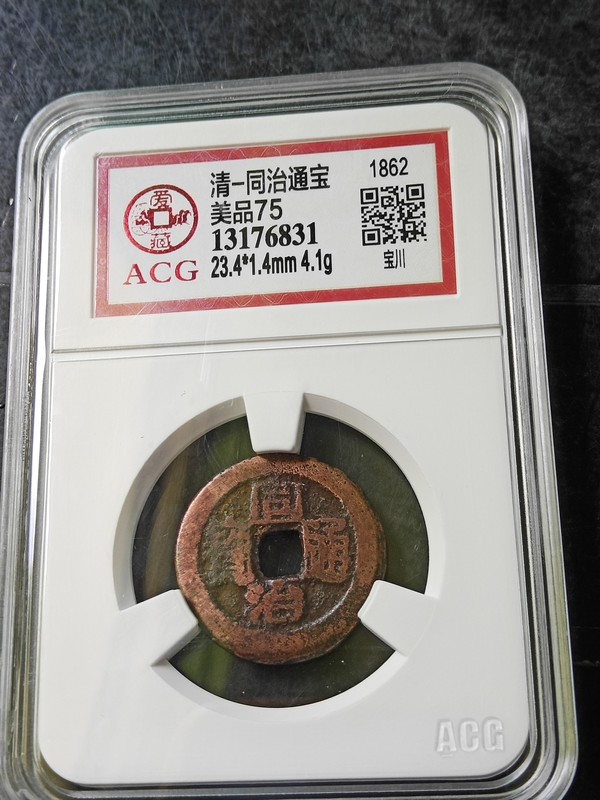 清一同治通宝
1862
美品75
13176831
23.4*1.4mm 4.1g
宝川
爱
藏
ACG
同
通
治
ACG